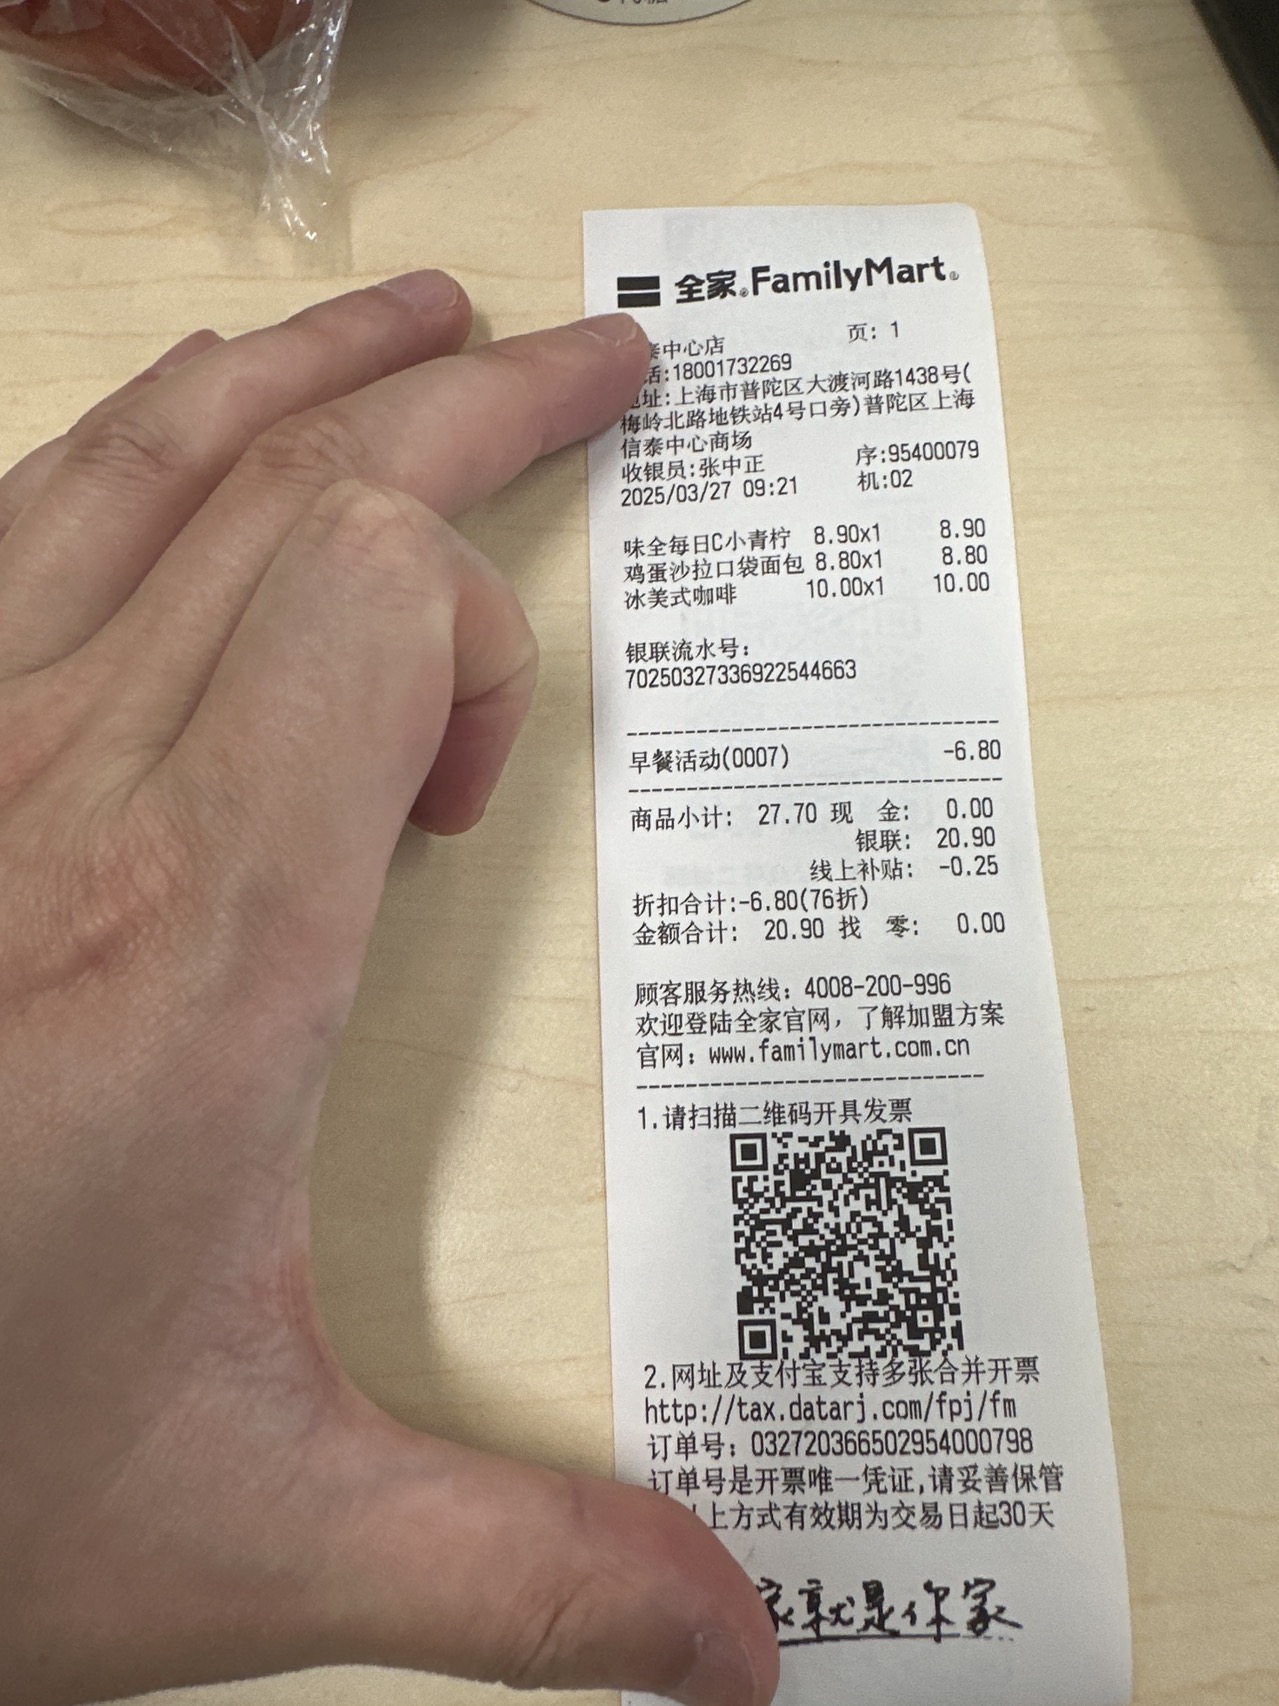 全家 FamilyMart
中心店 页: 1
话:18001732269
址:上海市普陀区大渡河路1438号(
梅岭北路地铁站4号口旁)普陀区上海
信泰中心商场
收银员:张中正 序:95400079
2025/03/27 09:21 机:02
味全每日C小青柠 8.90x1 8.90
鸡蛋沙拉口袋面包 8.80x1 8.80
冰美式咖啡 10.00x1 10.00
银联流水号:
70250327336922544663
早餐活动(0007) -6.80
商品小计: 27.70 现 金: 0.00
银联: 20.90
线上补贴: -0.25
折扣合计:-6.80(76折)
金额合计: 20.90 找 零: 0.00
顾客服务热线: 4008-200-996
欢迎登陆全家官网,了解加盟方案
官网: www.familymart.com.cn
1.请扫描二维码开具发票
2.网址及支付宝支持多张合并开票
http://tax.datarj.com/fpj/fm
订单号: 032720366502954000798
订单号是开票唯一凭证,请妥善保管
上方式有效期为交易日起30天
家就是你家